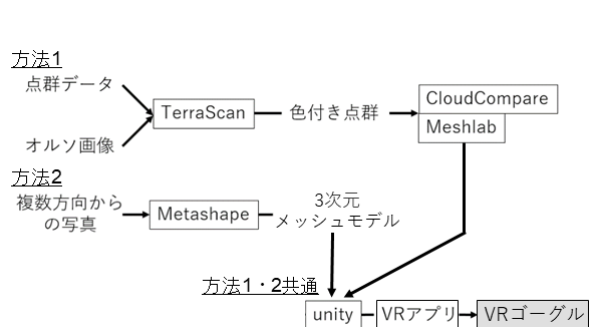 方法1
点群データ
オルソ画像
TerraScan
色付き点群
CloudCompare
Meshlab
方法2
複数方向から
の写真
Metashape
3次元
メッシュモデル
方法1・2共通
unity
VRアプリ
VRゴーグル